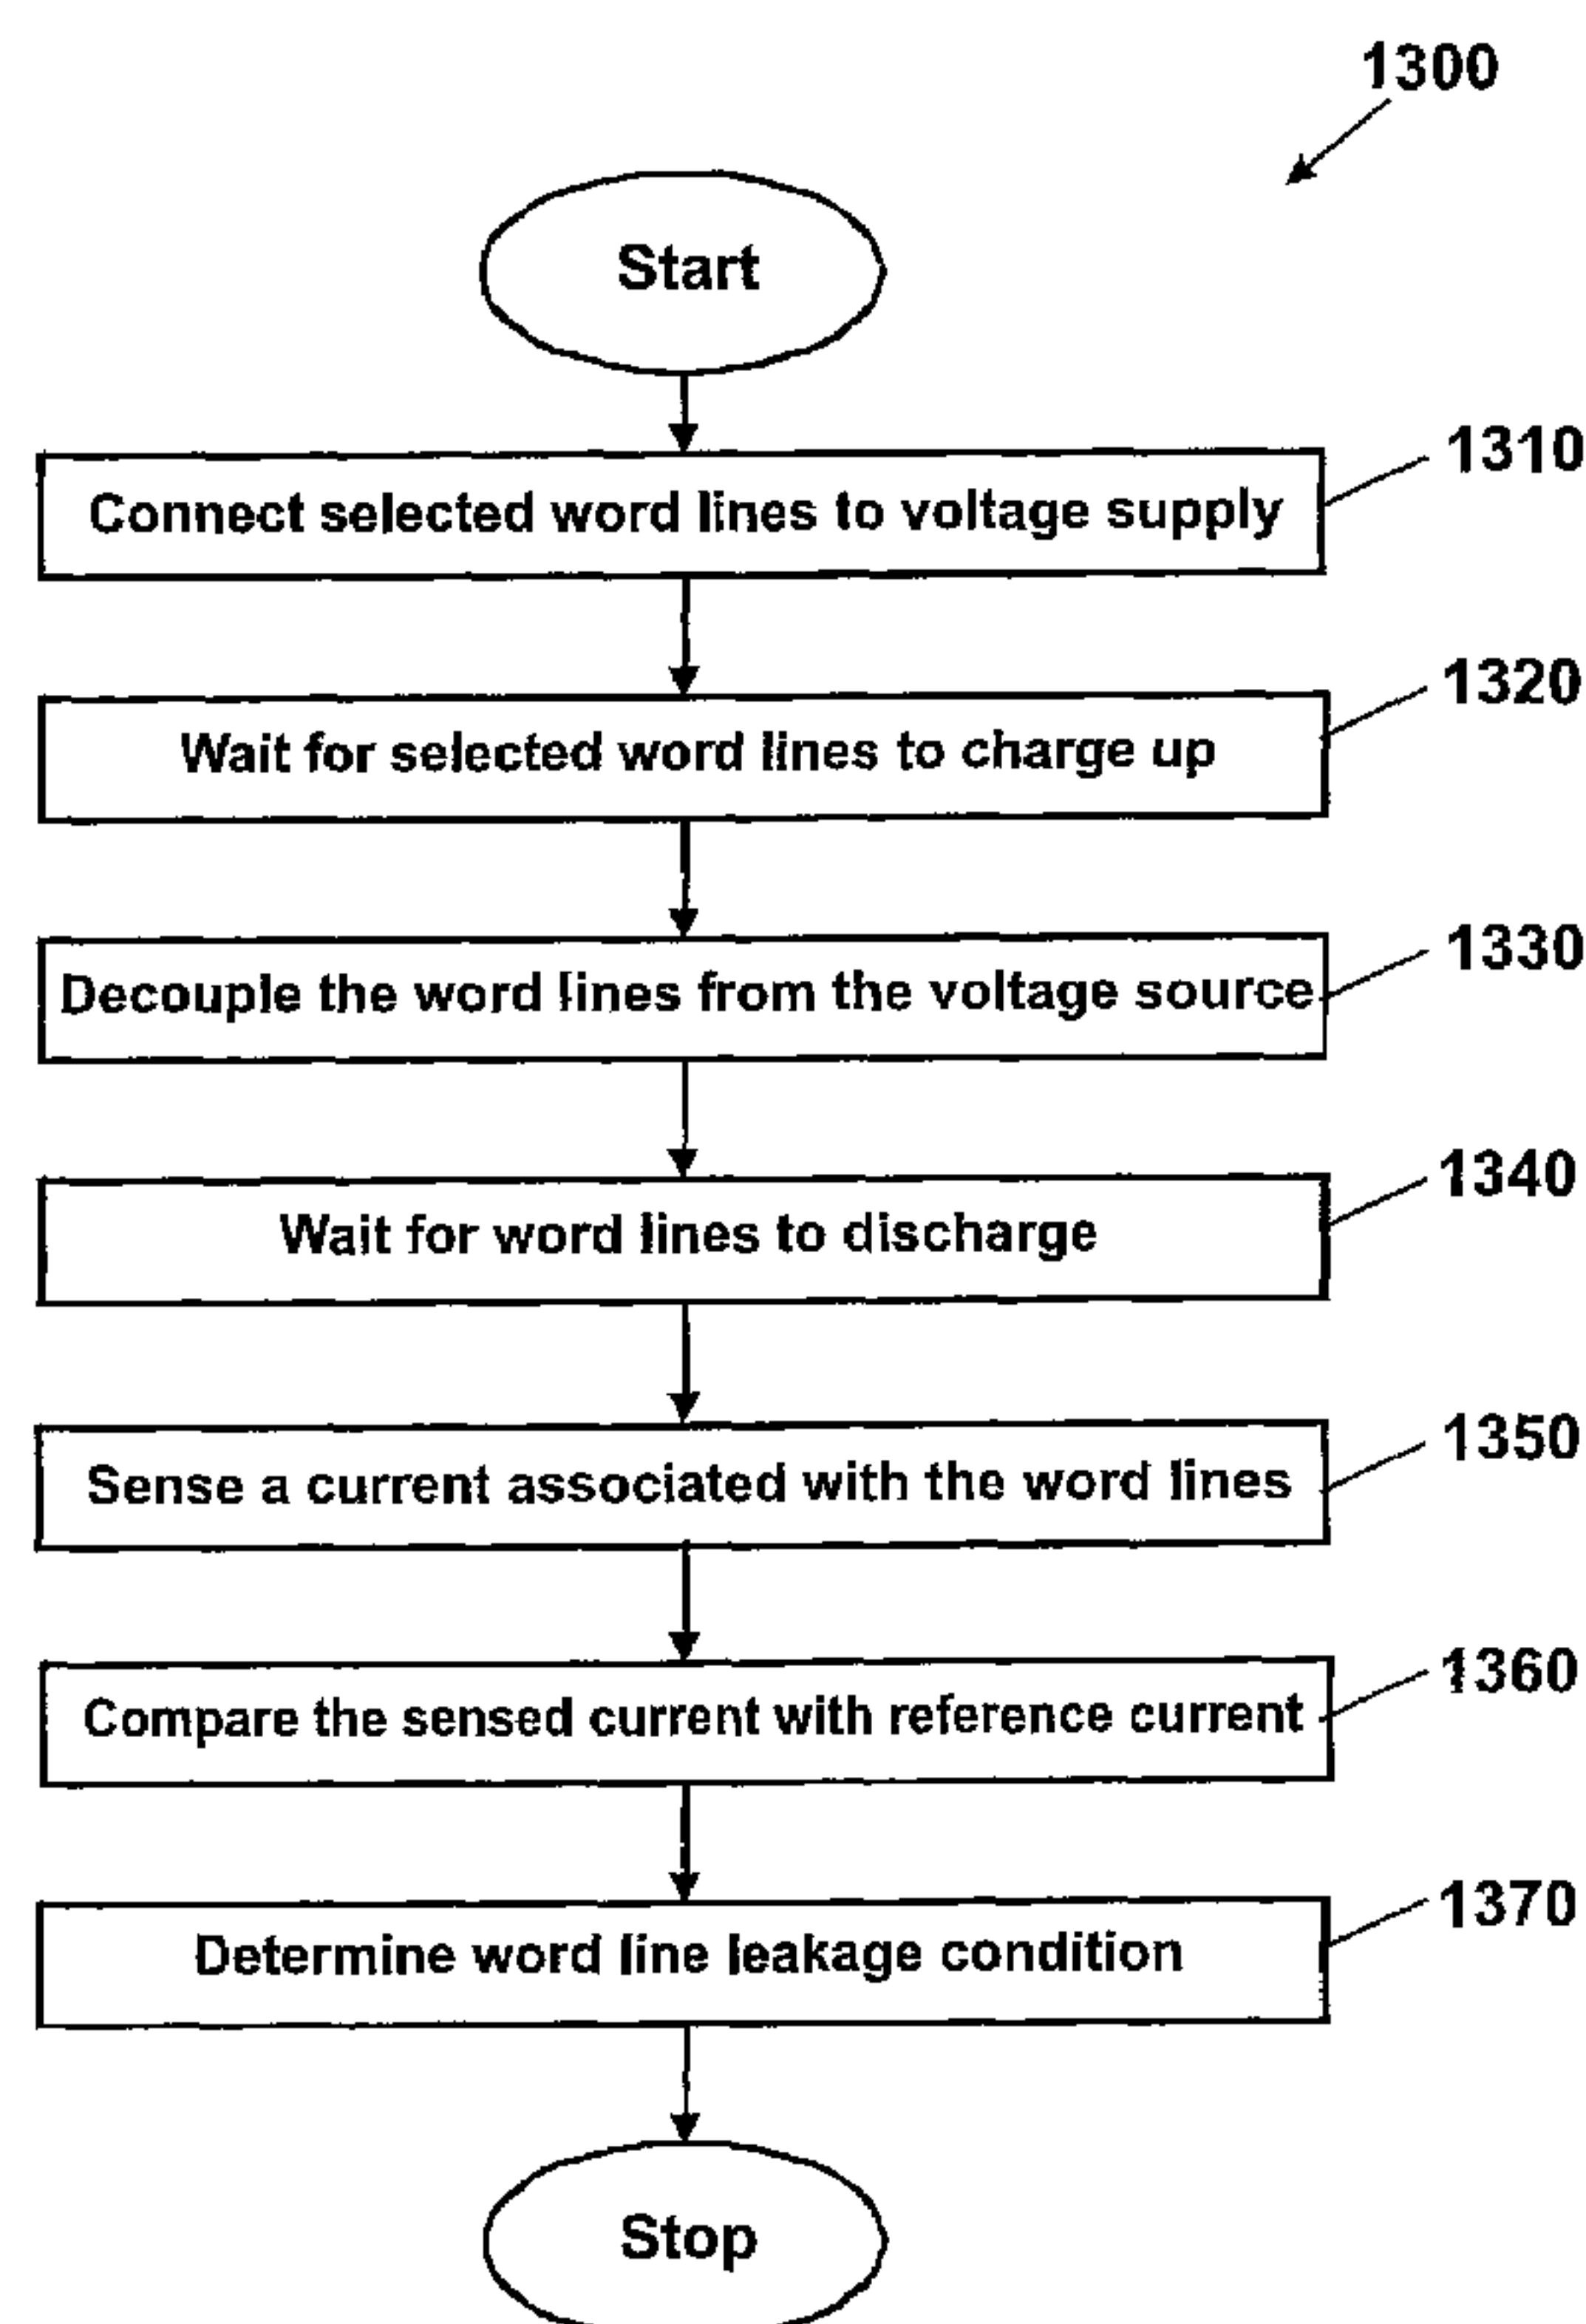 1300
Start
1310
Connect selected word lines to voltage supply
1320
Wait for selected word lines to charge up
1330
Decouple the word lines from the voltage source
1340
Wait for word lines to discharge
1350
Sense a current associated with the word lines
1360
Compare the sensed current with reference current
1370
Determine word line leakage condition
Stop